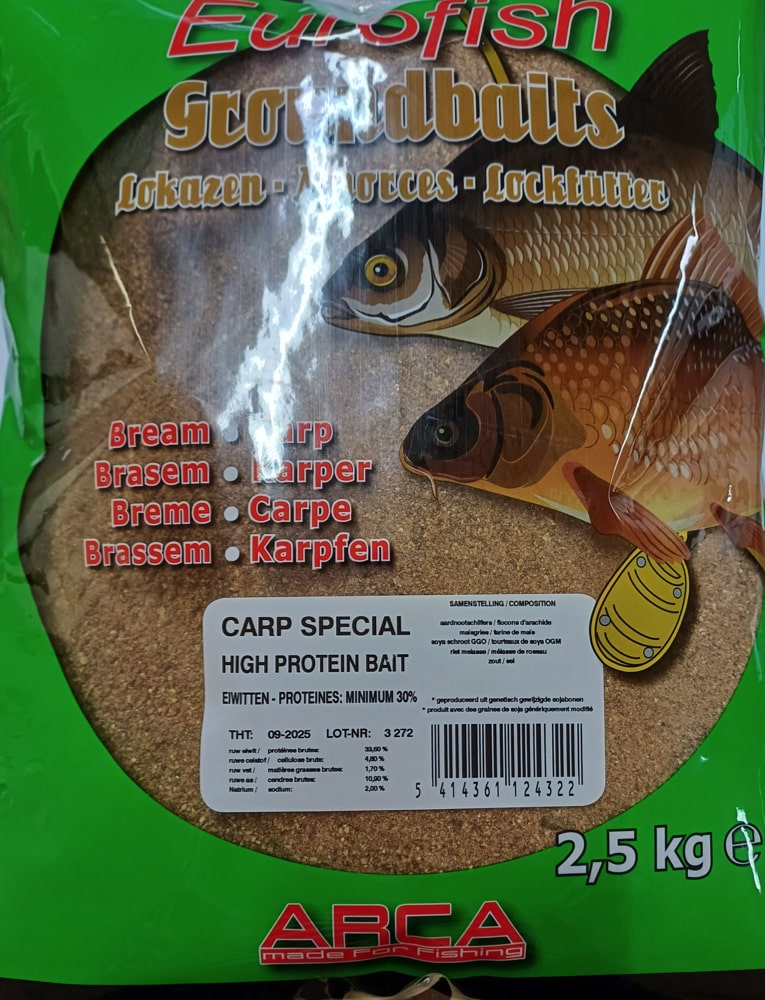 Eurofish
Groundbaits
Lokazen - Amorces - Lockfütter
Bream • Carp
Brasem • Karper
Breme • Carpe
Brassem • Karpfen
CARP SPECIAL
HIGH PROTEIN BAIT
EIWITTEN - PROTEINES: MINIMUM 30%
THT: 09-2025 LOT-NR: 3 272
ruw eiwit / protéines brutes: 33,60 %
ruwe celstof / cellulose brute: 4,80 %
ruw vet / matières grasses brutes: 1,70 %
ruwe as / cendres brutes: 10,90 %
Natrium / sodium: 2,00 %
SAMENSTELLING / COMPOSITION
aardnootschilfers / flocons d'arachide
maisgries / farine de maïs
soya schroot GGO / tourteaux de soya OGM
riet melasse / mélasse de roseau
zout / sel
* geproduceerd uit genetisch gewijzigde sojabonen
* produit avec des graines de soja génériquement modifié
5 414361 124322
2,5 kg e
ARCA
made for fishing